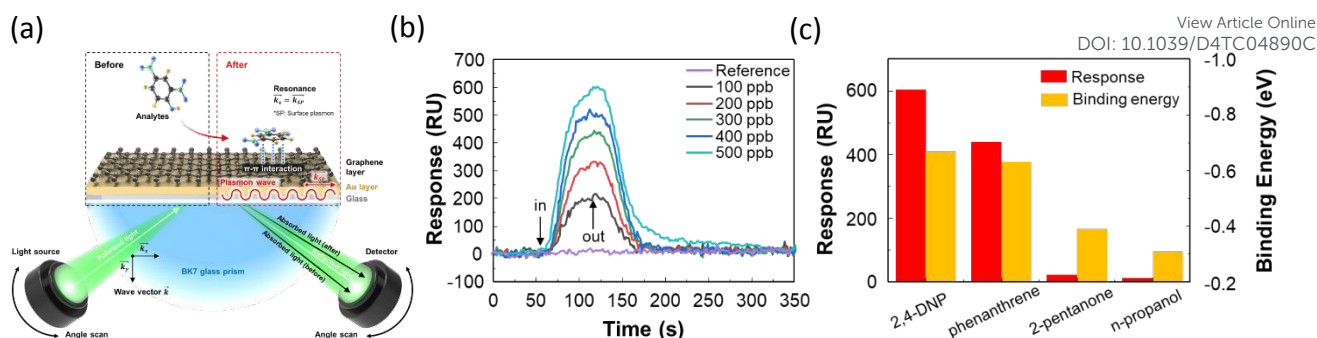 View Article Online
DOI: 10.1039/D4TC04890C
(a)
Before
After
Resonance
*SP: Surface plasmon
Analytes
π-π interaction
Graphene
layer
Plasmon wave
Au layer
Glass
Light source
Polarized light
BK7 glass prism
Absorbed light (after)
Absorbed light (before)
Detector
Wave vector k
Angle scan
Angle scan
(b)
Response (RU)
700
600
500
400
300
200
100
0
-100
in
out
Reference
100 ppb
200 ppb
300 ppb
400 ppb
500 ppb
0 50 100 150 200 250 300 350
Time (s)
(c)
Response (RU)
600
400
200
0
Response
Binding energy
Binding Energy (eV)
-1.0
-0.8
-0.6
-0.4
-0.2
2,4-DNP
phenanthrene
2-pentanone
n-propanol